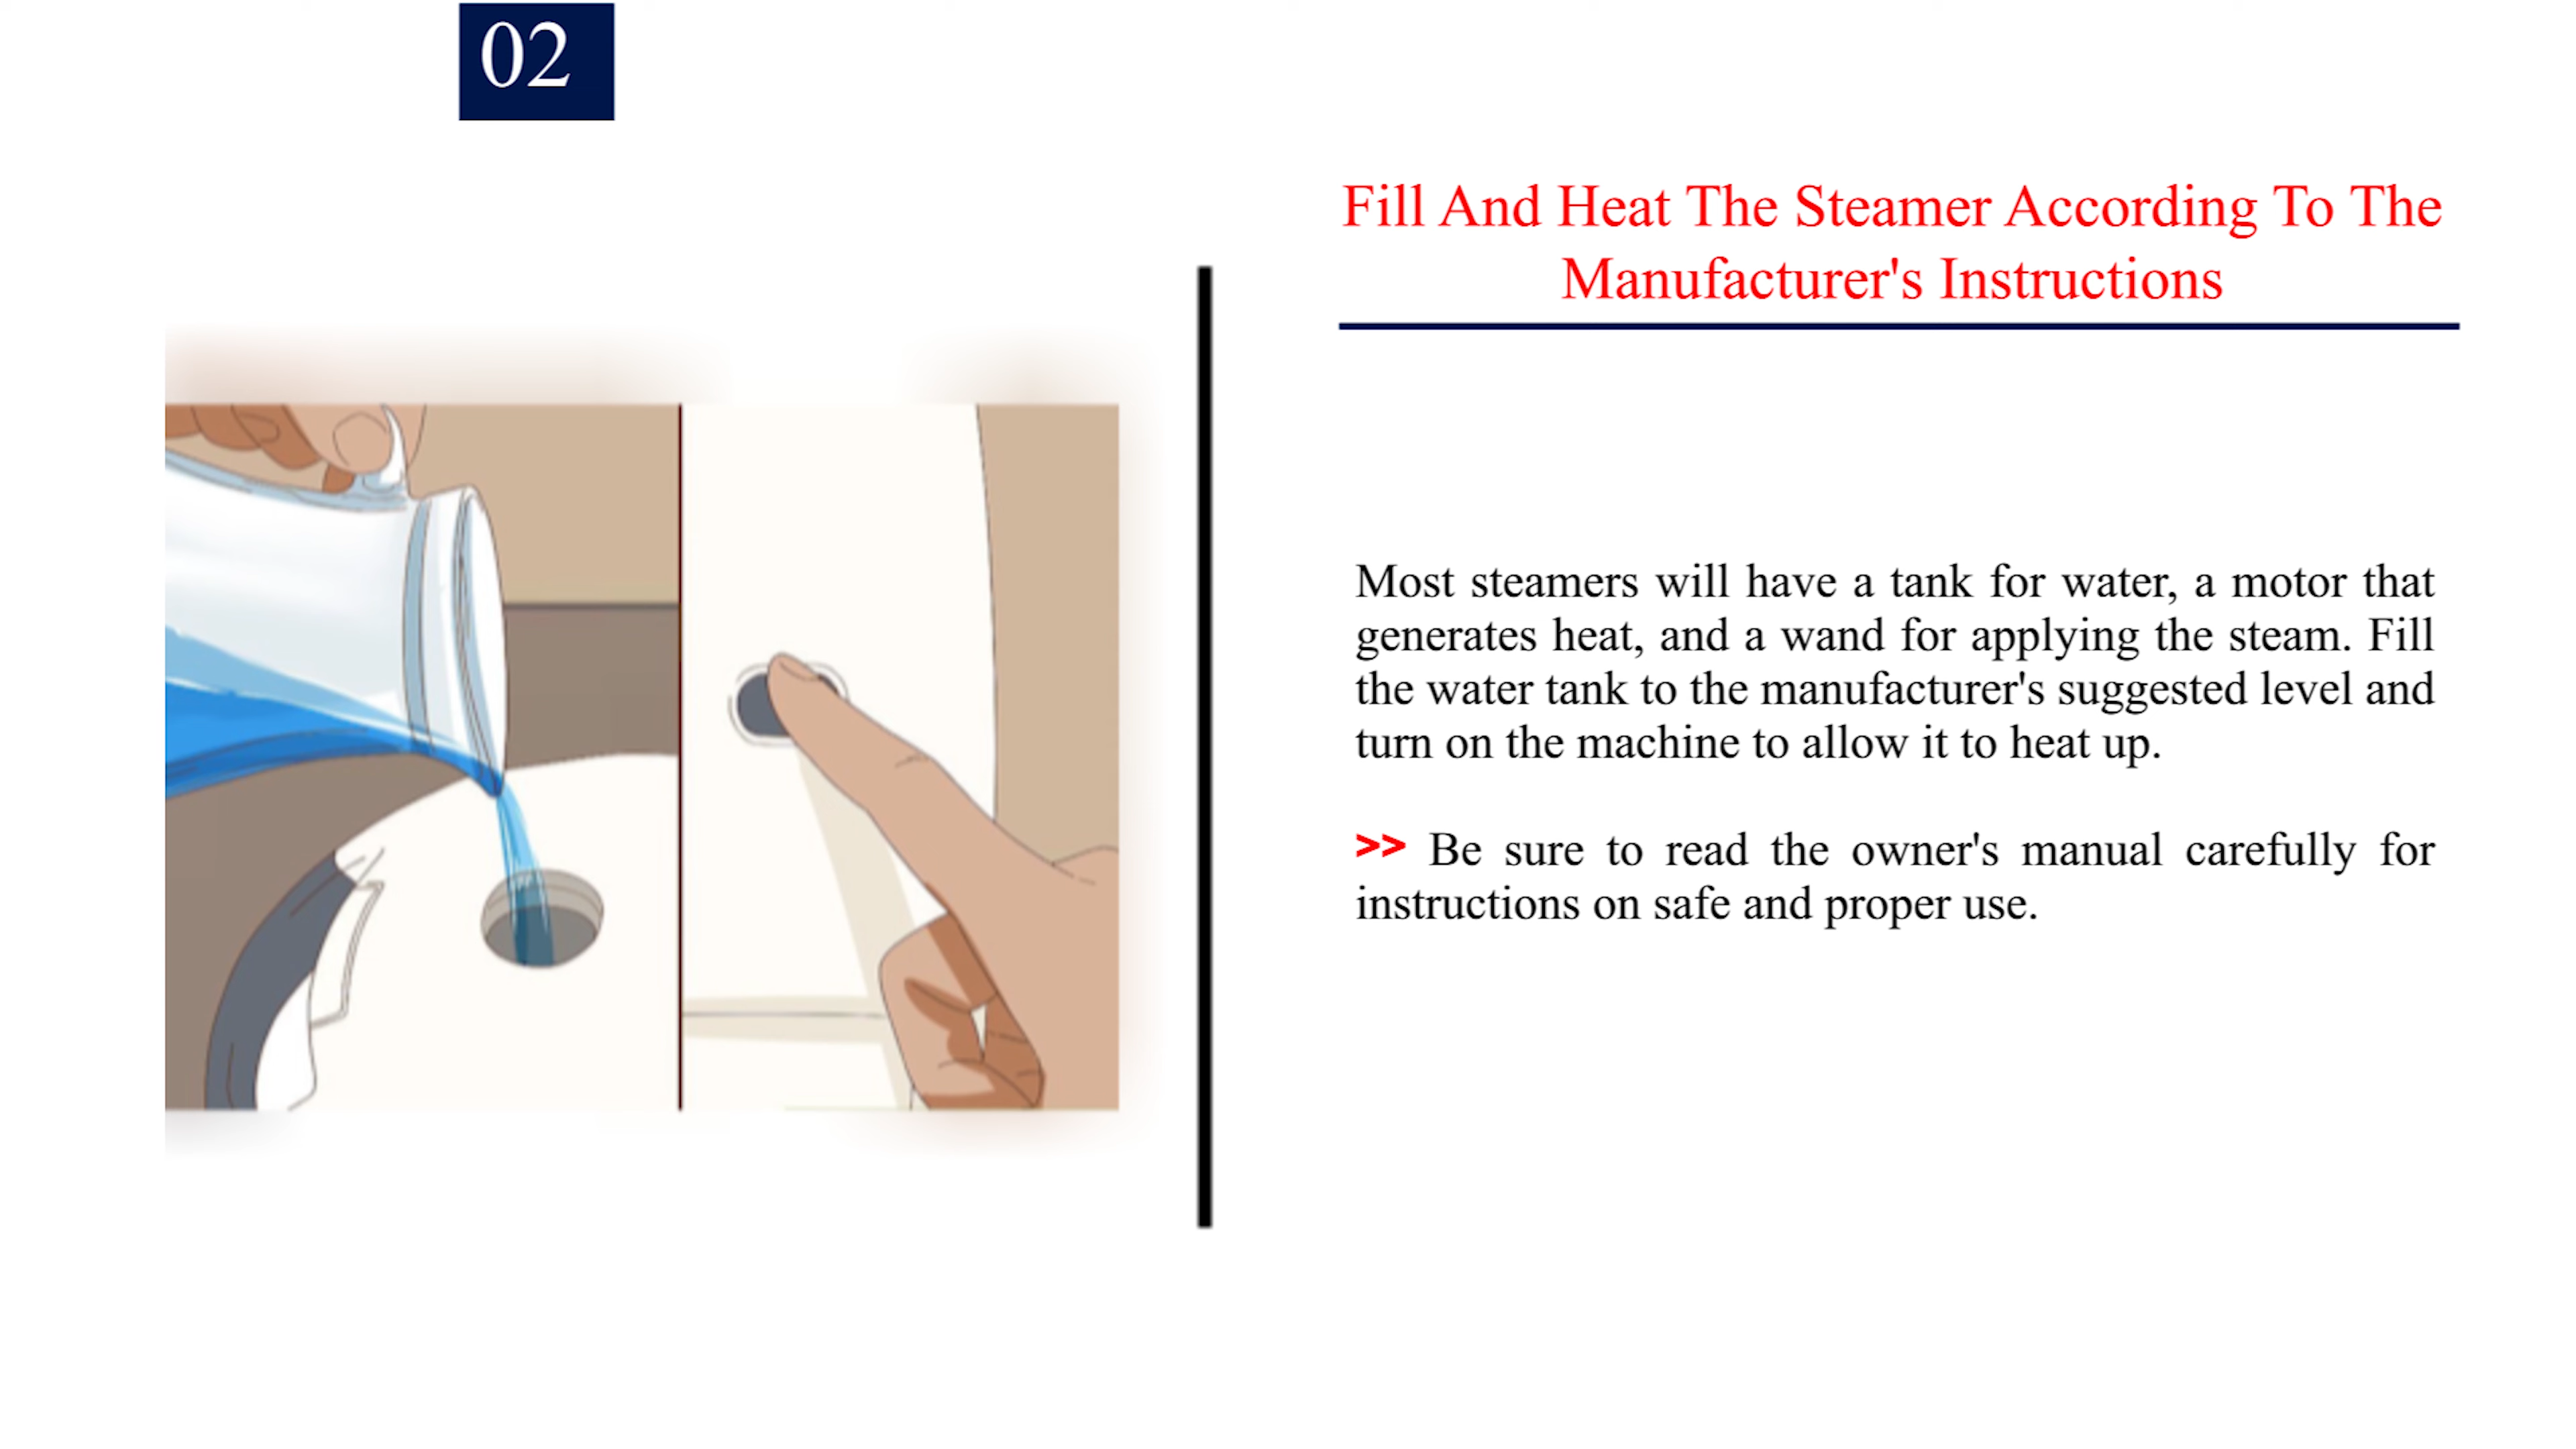 02
Fill And Heat The Steamer According To The
Manufacturer's Instructions
Most steamers will have a tank for water, a motor that
generates heat, and a wand for applying the steam. Fill
the water tank to the manufacturer's suggested level and
turn on the machine to allow it to heat up.
>> Be sure to read the owner's manual carefully for
instructions on safe and proper use.